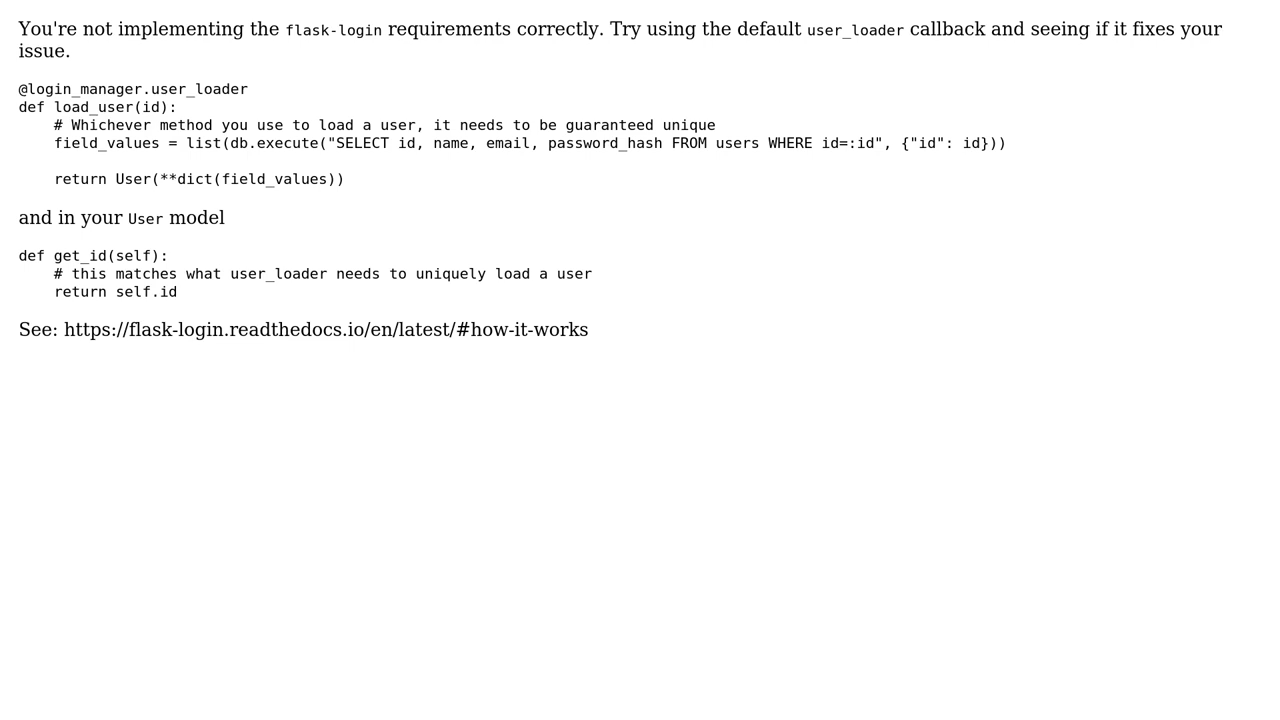 You're not implementing the flask-login requirements correctly. Try using the default user_loader callback and seeing if it fixes your
issue.
@login_manager.user_loader
def load_user(id):
    # Whichever method you use to load a user, it needs to be guaranteed unique
    field_values = list(db.execute("SELECT id, name, email, password_hash FROM users WHERE id=:id", {"id": id}))

    return User(**dict(field_values))
and in your User model
def get_id(self):
    # this matches what user_loader needs to uniquely load a user
    return self.id
See: https://flask-login.readthedocs.io/en/latest/#how-it-works